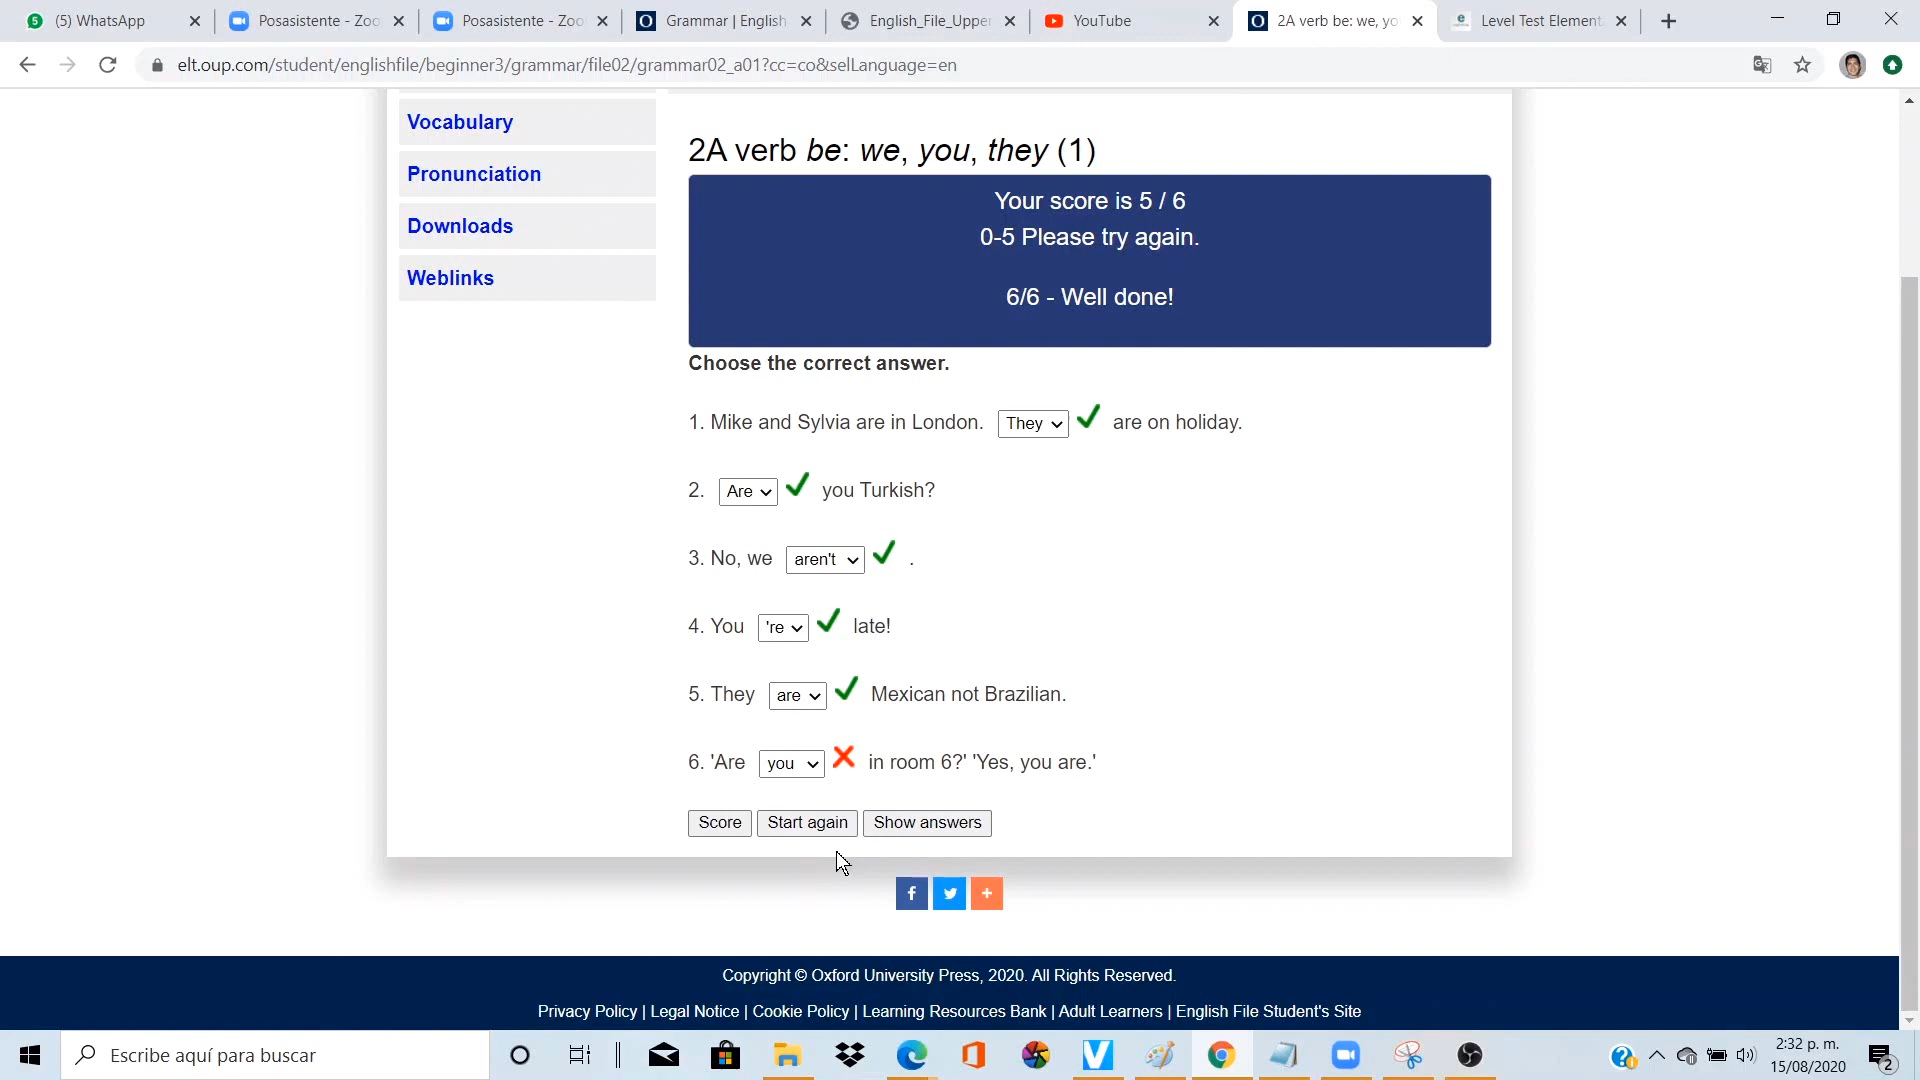 (5) WhatsApp
Posasistente - Zoo
Posasistente - Zoo
Grammar | English
English_File_Upper
YouTube
2A verb be: we, yo
Level Test Element
elt.oup.com/student/englishfile/beginner3/grammar/file02/grammar02_a01?cc=co&selLanguage=en
Vocabulary
Pronunciation
Downloads
Weblinks
2A verb be: we, you, they (1)
Your score is 5 / 6
0-5 Please try again.
6/6 - Well done!
Choose the correct answer.
1. Mike and Sylvia are in London. They are on holiday.
2. Are you Turkish?
3. No, we aren't .
4. You 're late!
5. They are Mexican not Brazilian.
6. 'Are you in room 6?' 'Yes, you are.'
Score Start again Show answers
Copyright © Oxford University Press, 2020. All Rights Reserved.
Privacy Policy | Legal Notice | Cookie Policy | Learning Resources Bank | Adult Learners | English File Student's Site
Escribe aquí para buscar
2:32 p. m.
15/08/2020
2